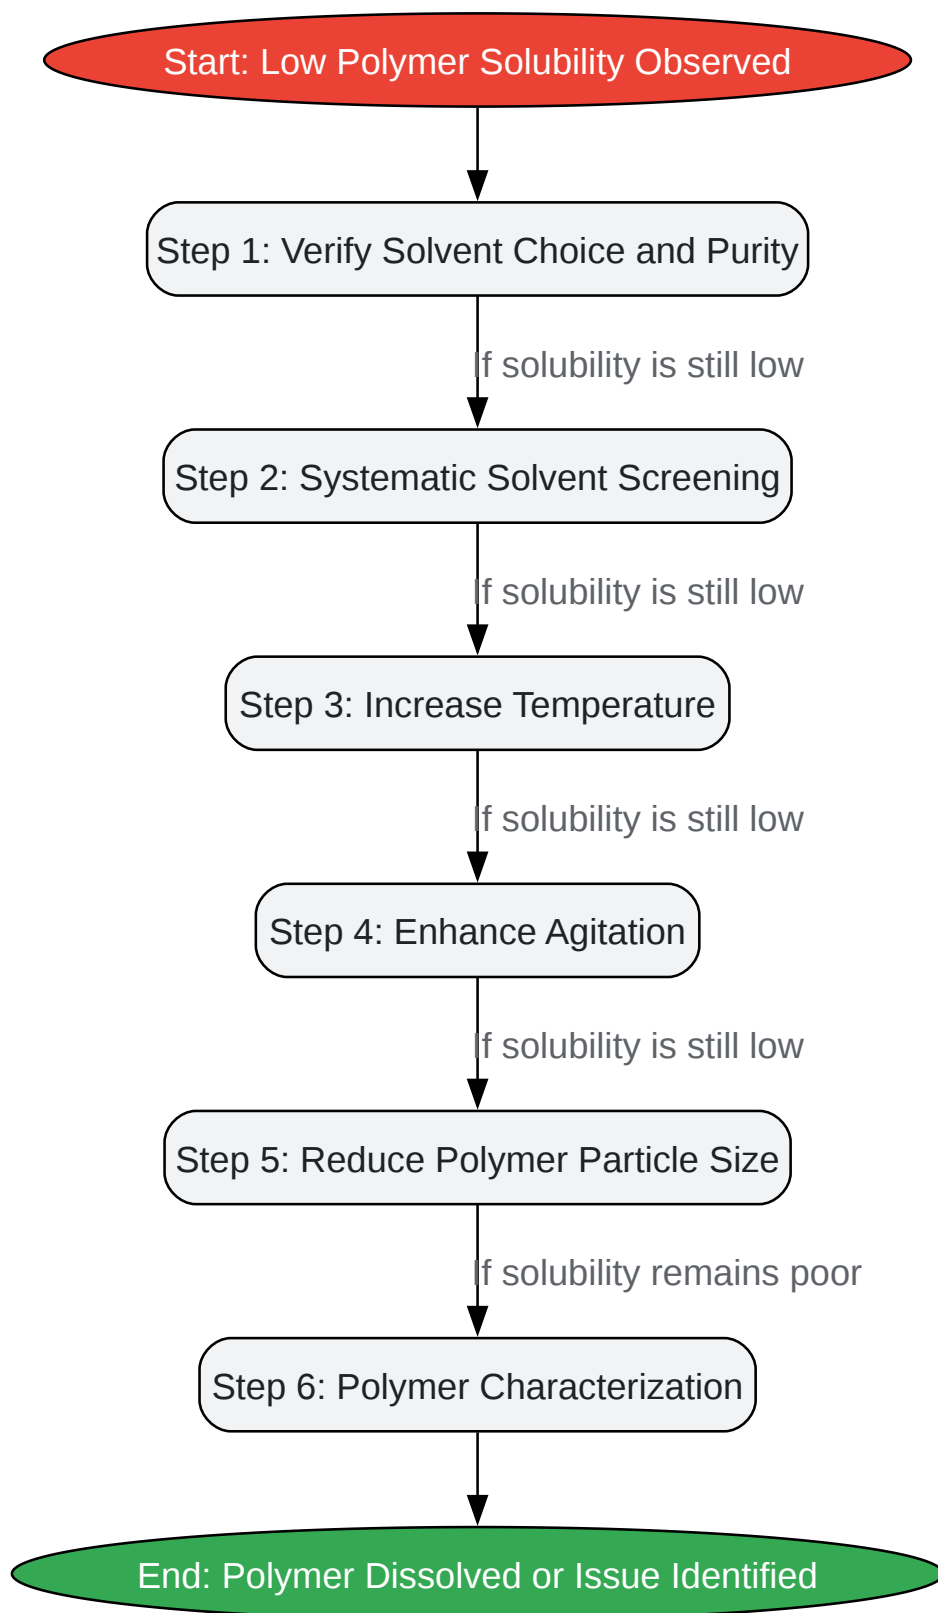 Start: Low Polymer Solubility Observed
Step 1: Verify Solvent Choice and Purity
If solubility is still low
Step 2: Systematic Solvent Screening
If solubility is still low
Step 3: Increase Temperature
If solubility is still low
Step 4: Enhance Agitation
If solubility is still low
Step 5: Reduce Polymer Particle Size
If solubility remains poor
Step 6: Polymer Characterization
End: Polymer Dissolved or Issue Identified